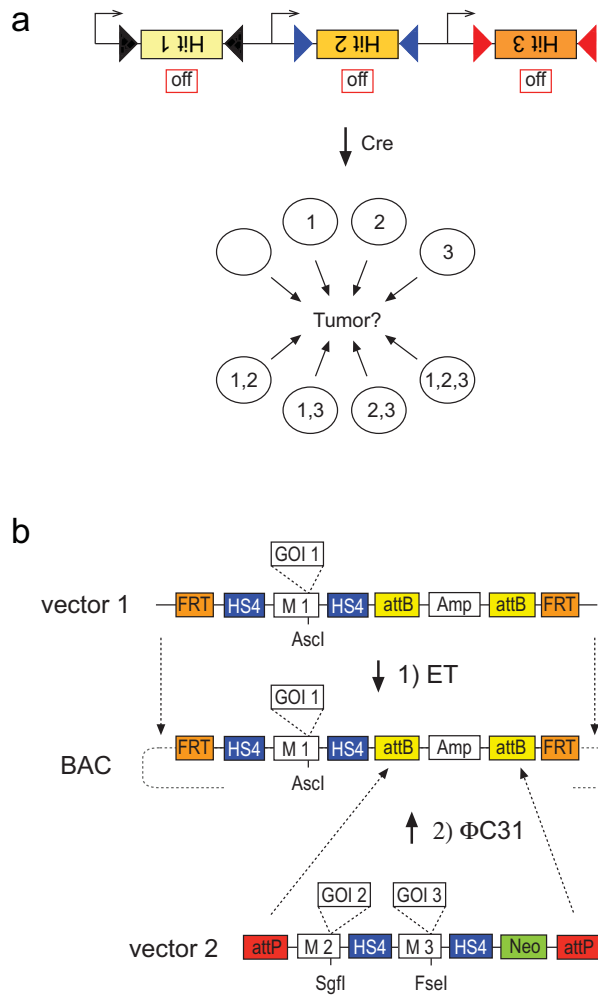 a
Hit 1 Hit 2 Hit 3
off off off
Cre
1 2
3
Tumor?
1,2 1,2,3
1,3 2,3
b
GOI 1
vector 1 FRT HS4 M 1 HS4 attB Amp attB FRT
AscI
1) ET
GOI 1
BAC FRT HS4 M 1 HS4 attB Amp attB FRT
AscI
2) ΦC31
GOI 2 GOI 3
vector 2 attP M 2 HS4 M 3 HS4 Neo attP
SgfI FseI